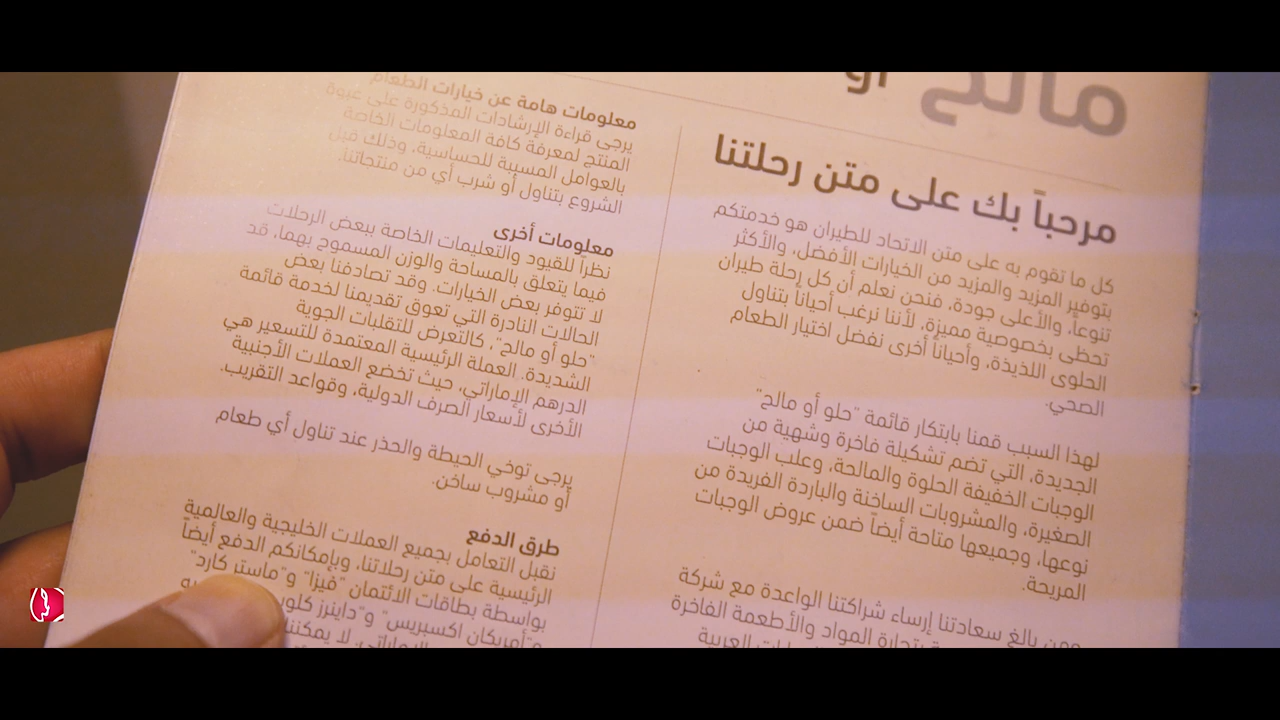 مالح أو
مرحباً بك على متن رحلتنا
كل ما تقوم به على متن الاتحاد للطيران هو خدمتكم
بتوفير المزيد والمزيد من الخيارات الأفضل، والأكثر
تنوعاً، والأعلى جودة، فنحن نعلم أن كل رحلة طيران
تحظى بخصوصية مميزة، لأننا نرغب أحياناً بتناول
الحلوى اللذيذة، وأحياناً أخرى نفضل اختيار الطعام
الصحي.
لهذا السبب قمنا بابتكار قائمة "حلو أو مالح"
الجديدة، التي تضم تشكيلة فاخرة وشهية من
الوجبات الخفيفة الحلوة والمالحة، وعلب الوجبات
الصغيرة، والمشروبات الساخنة والباردة الفريدة من
نوعها، وجميعها متاحة أيضاً ضمن عروض الوجبات
المريحة.
ومن بالغ سعادتنا إرساء شراكتنا الواعدة مع شركة
بتجارة المواد والأطعمة الفاخرة
العربية
معلومات هامة عن خيارات الطعام
يرجى قراءة الإرشادات المذكورة على عبوة
المنتج لمعرفة كافة المعلومات الخاصة
بالعوامل المسببة للحساسية، وذلك قبل
الشروع بتناول أو شرب أي من منتجاتنا.
معلومات أخرى
نظراً للقيود والتعليمات الخاصة ببعض الرحلات
فيما يتعلق بالمساحة والوزن المسموح بهما، قد
لا تتوفر بعض الخيارات. وقد تصادفنا بعض
الحالات النادرة التي تعوق تقديمنا لخدمة قائمة
"حلو أو مالح"، كالتعرض للتقلبات الجوية
الشديدة. العملة الرئيسية المعتمدة للتسعير هي
الدرهم الإماراتي، حيث تخضع العملات الأجنبية
الأخرى لأسعار الصرف الدولية، وقواعد التقريب.
يرجى توخي الحيطة والحذر عند تناول أي طعام
أو مشروب ساخن.
طرق الدفع
نقبل التعامل بجميع العملات الخليجية والعالمية
الرئيسية على متن رحلاتنا، وبإمكانكم الدفع أيضاً
بواسطة بطاقات الائتمان "فيزا" و"ماستر كارد"
و"أمريكان اكسبريس" و"داينرز كلوب
الإماراتي، لا يمكننا